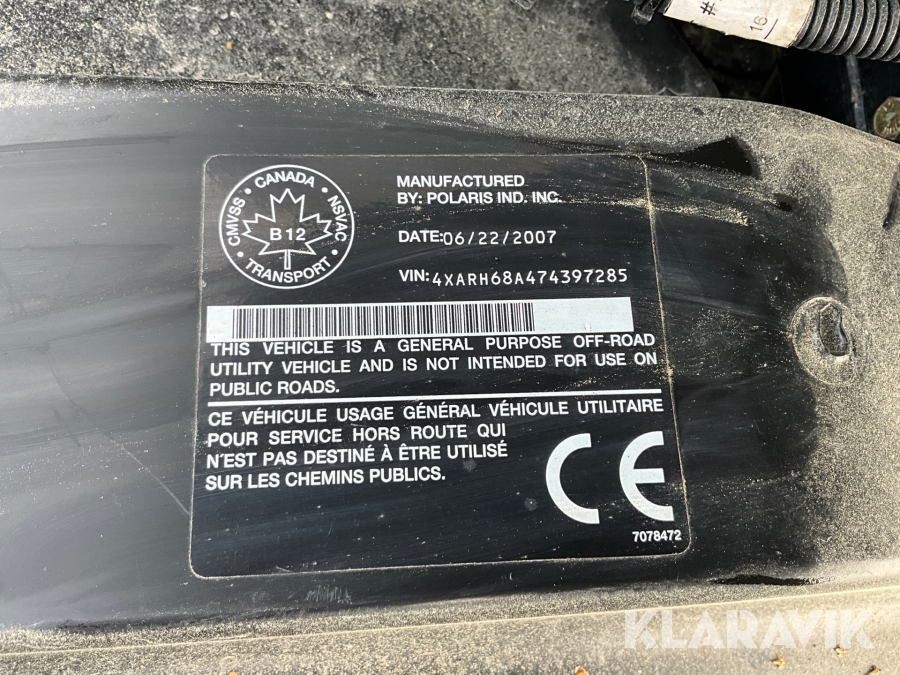 #
16
CANADA
CMVSS
NSVAC
B 12
TRANSPORT
MANUFACTURED
BY: POLARIS IND. INC.
DATE: 06/22/2007
VIN: 4XARH68A474397285
THIS VEHICLE IS A GENERAL PURPOSE OFF-ROAD
UTILITY VEHICLE AND IS NOT INTENDED FOR USE ON
PUBLIC ROADS.
CE VÉHICULE USAGE GÉNÉRAL VÉHICULE UTILITAIRE
POUR SERVICE HORS ROUTE QUI
N'EST PAS DESTINÉ À ÊTRE UTILISÉ
SUR LES CHEMINS PUBLICS.
CE
7078472
KLARAVIK